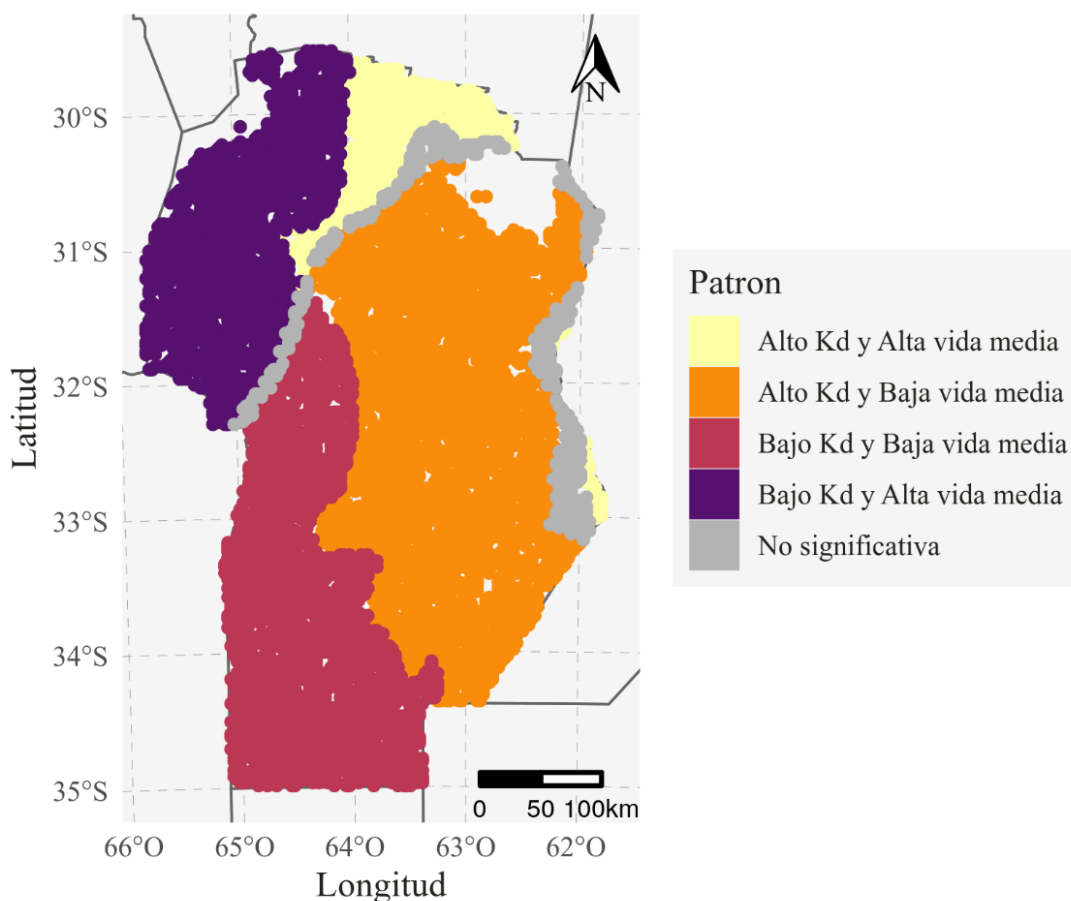 N
30°S
31°S
32°S
33°S
34°S
35°S
Latitud
0 50 100km
66°O 65°O 64°O 63°O 62°O
Longitud
Patron
Alto Kd y Alta vida media
Alto Kd y Baja vida media
Bajo Kd y Baja vida media
Bajo Kd y Alta vida media
No significativa